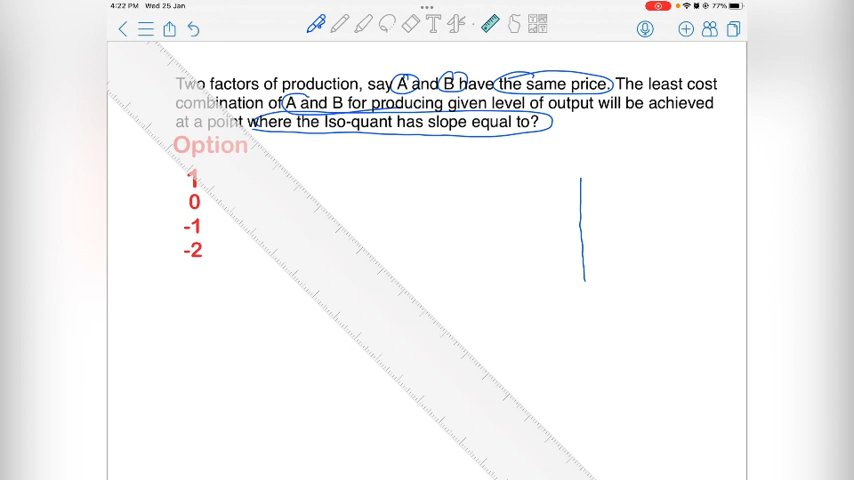 4:22 PM Wed 25 Jan
77%
Two factors of production, say A and B have the same price. The least cost
combination of A and B for producing given level of output will be achieved
at a point where the Iso-quant has slope equal to?
Option
1
0
-1
-2